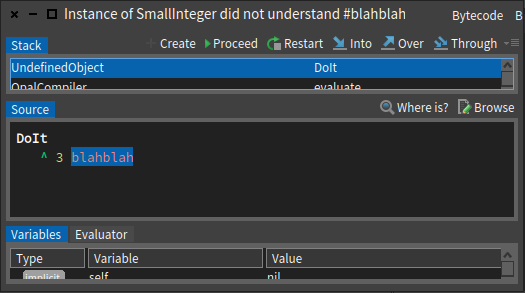 Instance of SmallInteger did not understand #blahblah Bytecode
Stack Create Proceed Restart Into Over Through
UndefinedObject DoIt
OpalCompiler evaluate
Source Where is? Browse
DoIt
^ 3 blahblah
Variables Evaluator
Type Variable Value
implicit self nil